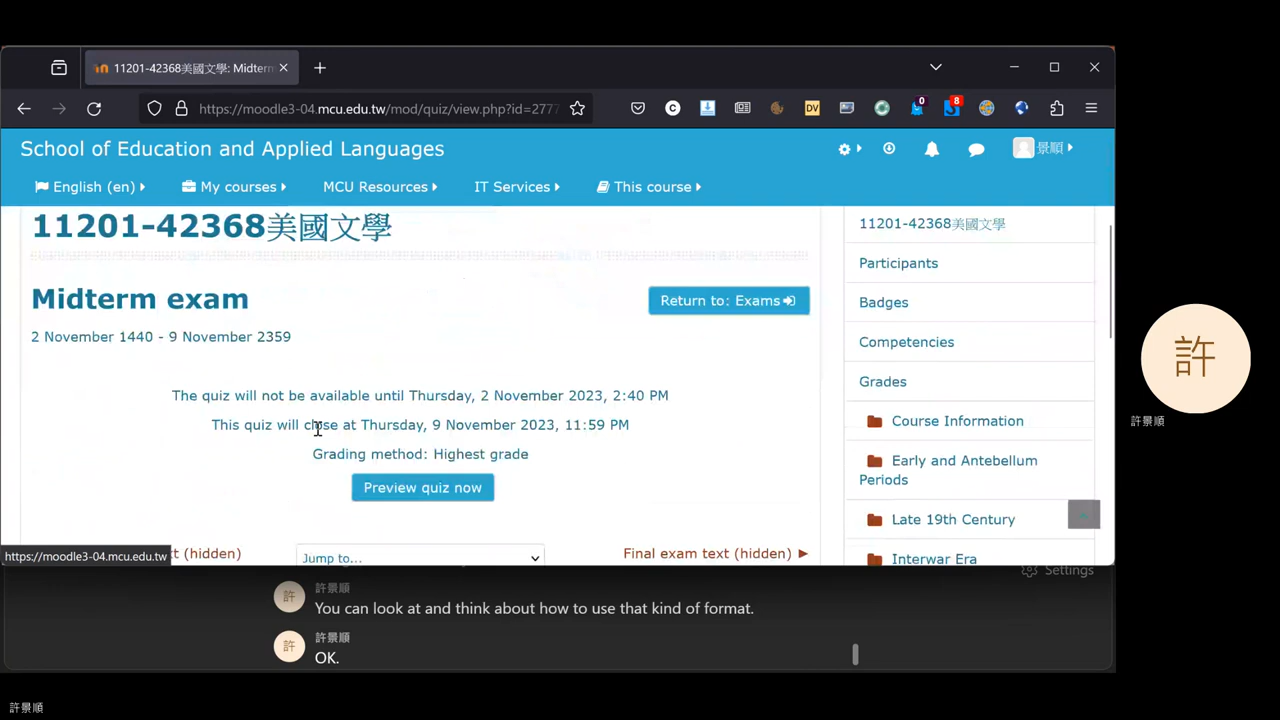 11201-42368美國文學: Midterm
https://moodle3-04.mcu.edu.tw/mod/quiz/view.php?id=2777
C
DV
0
8
School of Education and Applied Languages
景順
English (en)
My courses
MCU Resources
IT Services
This course
11201-42368美國文學
Midterm exam
Return to: Exams
2 November 1440 - 9 November 2359
The quiz will not be available until Thursday, 2 November 2023, 2:40 PM
This quiz will close at Thursday, 9 November 2023, 11:59 PM
Grading method: Highest grade
Preview quiz now
xt (hidden)
Jump to...
Final exam text (hidden) ►
https://moodle3-04.mcu.edu.tw
11201-42368美國文學
Participants
Badges
Competencies
Grades
Course Information
Early and Antebellum
Periods
Late 19th Century
Interwar Era
Settings
許
許景順
You can look at and think about how to use that kind of format.
許
許景順
OK.
許
許景順
許景順